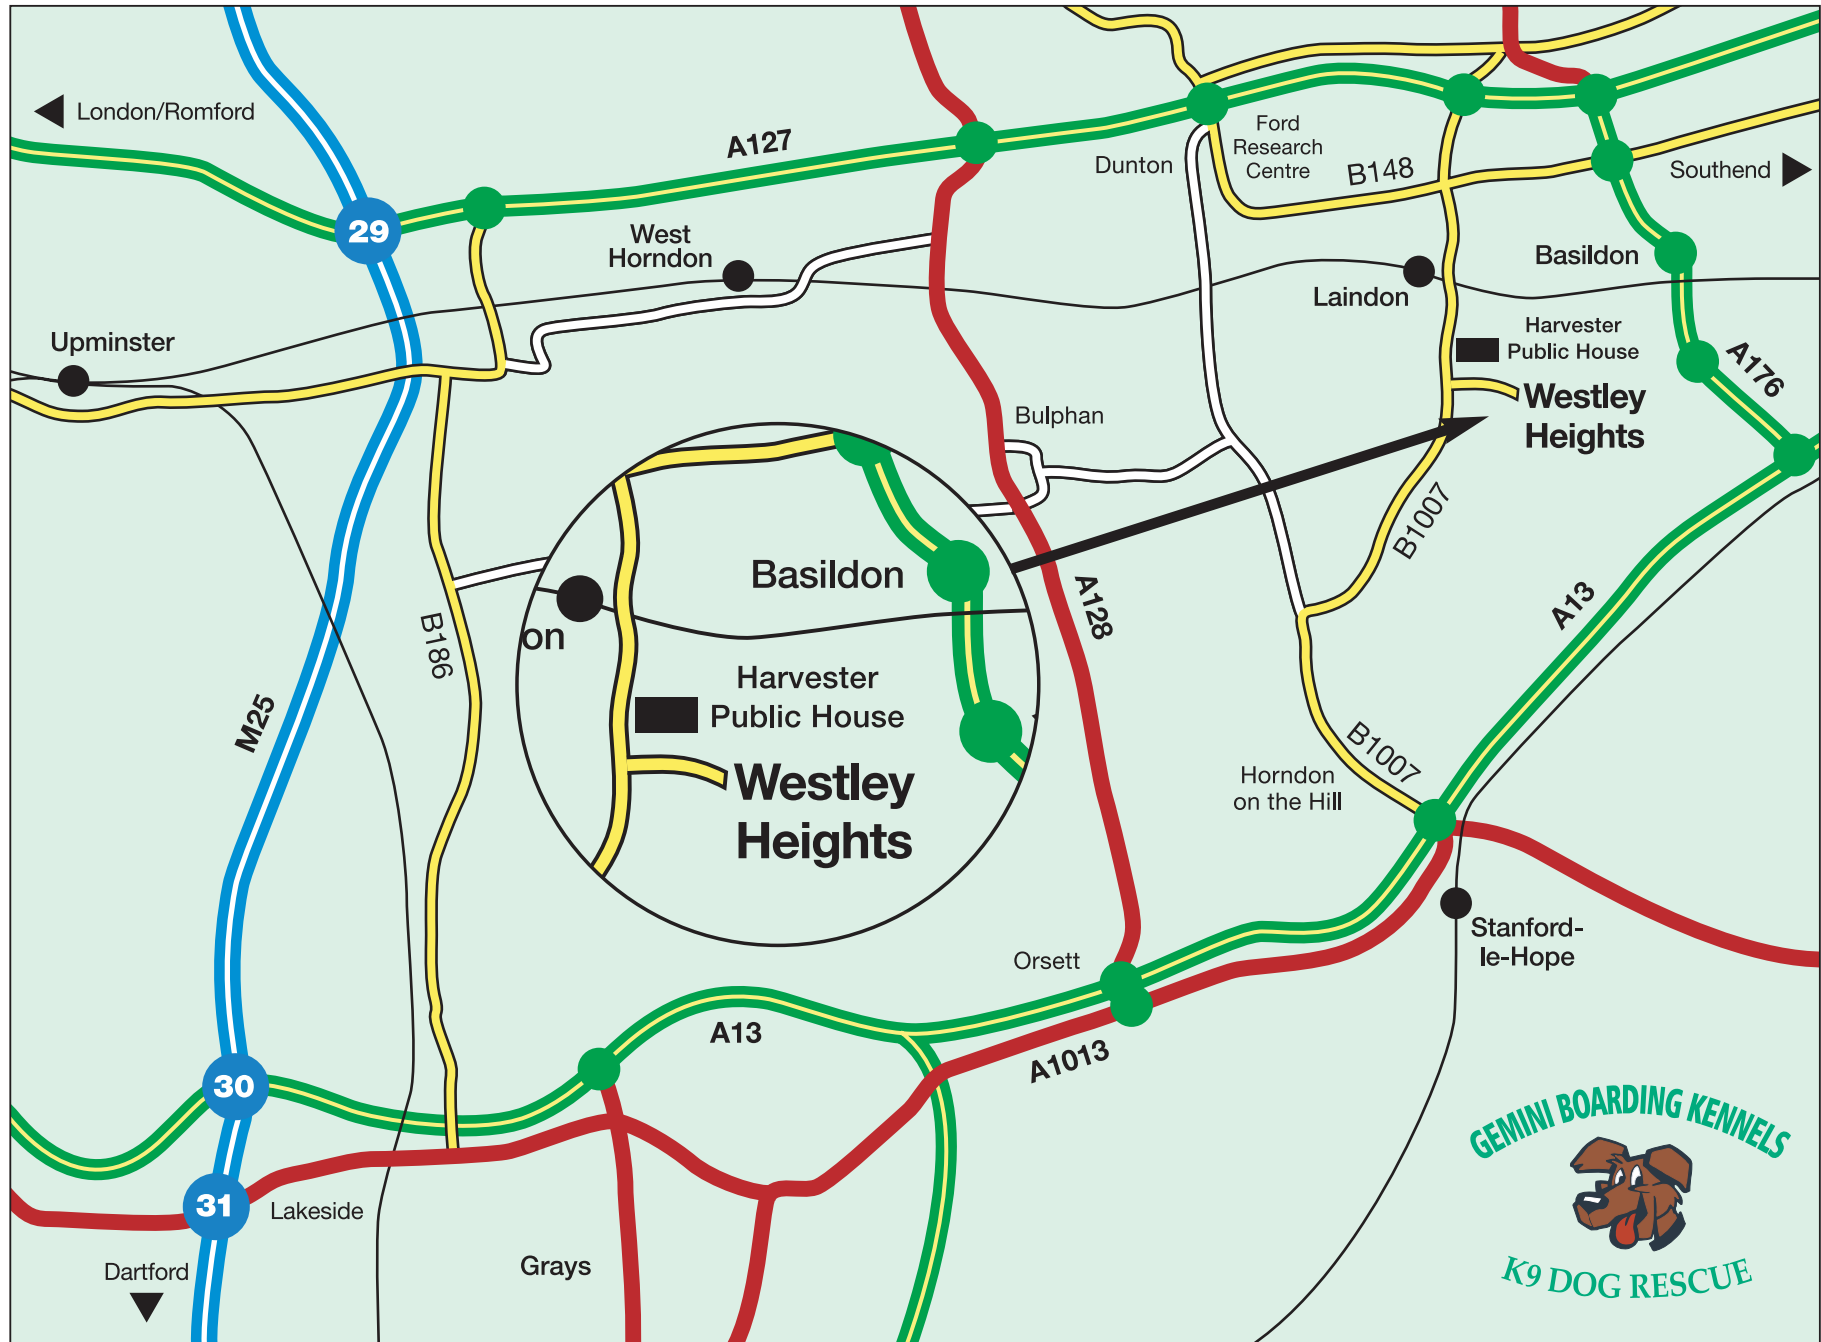 London/Romford
A127
Ford
Research
Centre
Dunton
B148
Southend
29
West
Horndon
Basildon
Laindon
Upminster
Harvester
Public House
A176
Westley
Heights
Bulphan
B1007
Basildon
on
A128
A13
B186
Harvester
Public House
M25
Westley
Heights
B1007
Horndon
on the Hill
Stanford-
le-Hope
Orsett
A13
A1013
30
31
Lakeside
Dartford
Grays
GEMINI BOARDING KENNELS
K9 DOG RESCUE